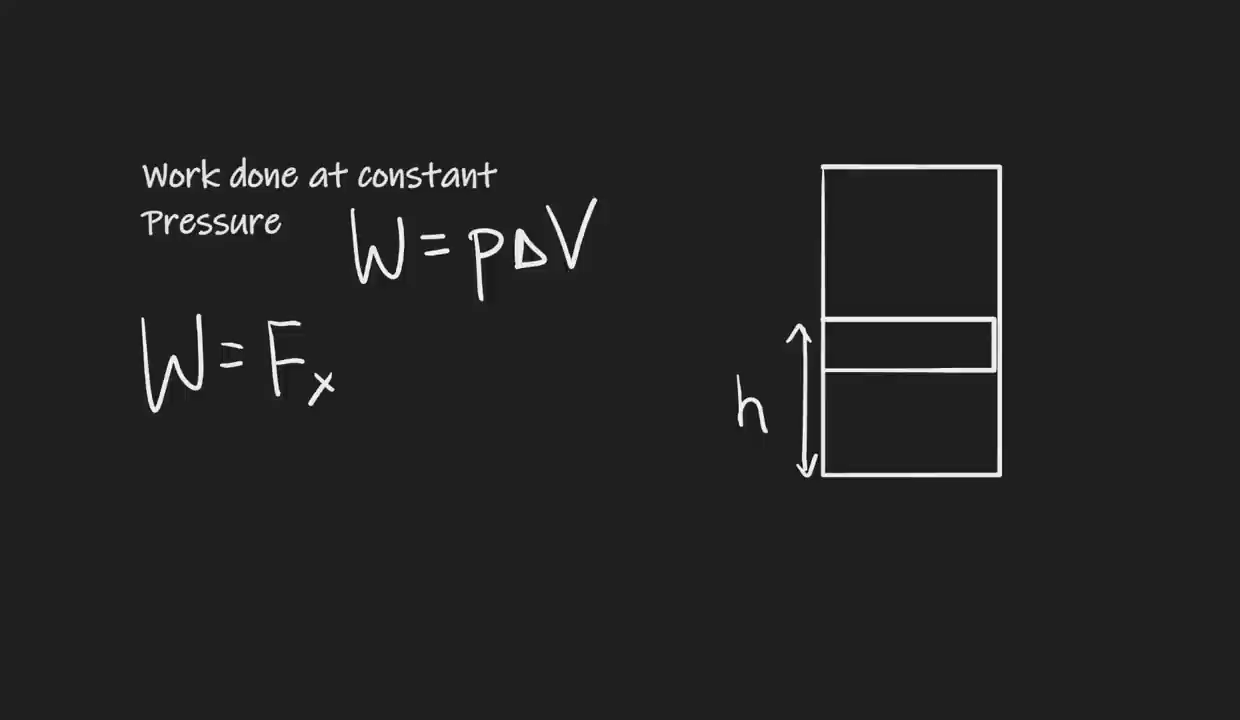 Work done at constant
Pressure
W = pΔV
W = Fx
h